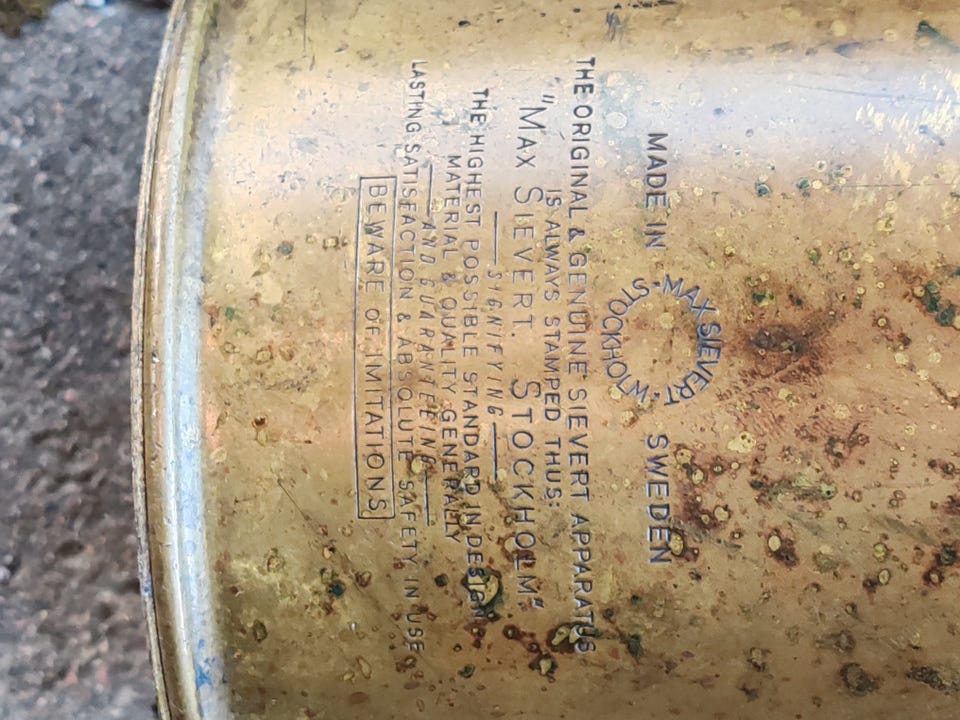 MADE IN SWEDEN
MAX SIEVERT • STOCKHOLM •
THE ORIGINAL & GENUINE SIEVERT APPARATUS
IS ALWAYS STAMPED THUS:
"MAX SIEVERT. STOCKHOLM"
— SIGNIFYING —
THE HIGHEST POSSIBLE STANDARD IN DESIGN
MATERIAL & QUALITY GENERALLY
— AND GUARANTEEING —
LASTING SATISFACTION & ABSOLUTE SAFETY IN USE
BEWARE OF IMITATIONS